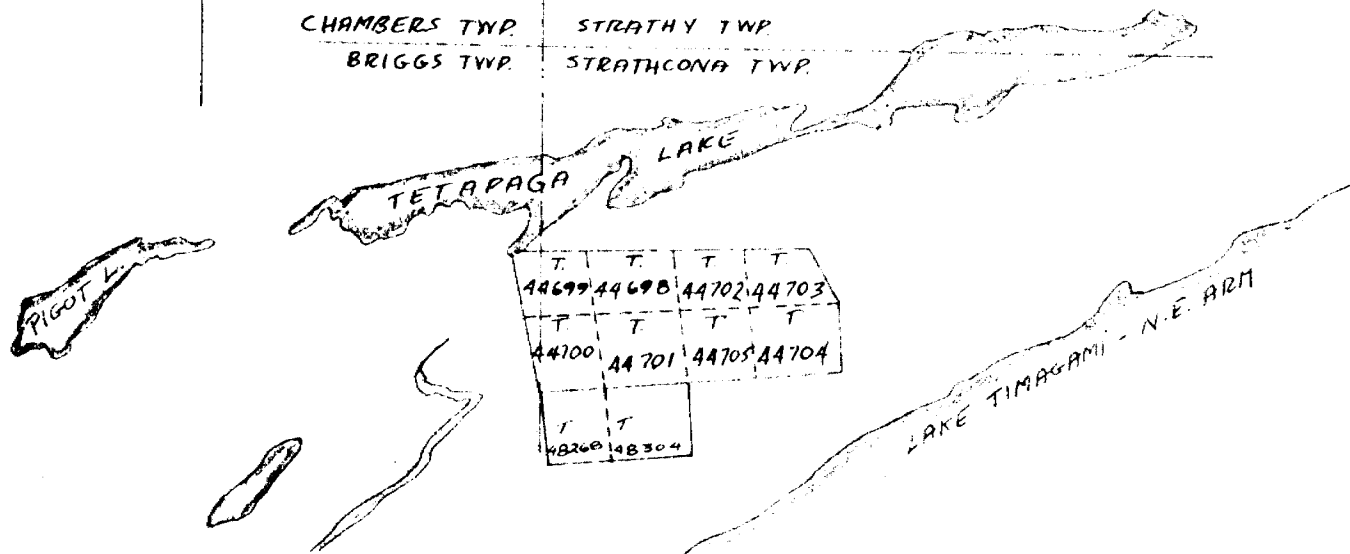 CHAMBERS TWP. STRATHY TWP.
BRIGGS TWP. STRATHCONA TWP.
TETAPAGA LAKE
PIGOT L.
T. T. T. T.
44699 44698 44702 44703
T. T. T T
44700 44701 44705 44704
T T
48268 48304
LAKE TIMAGAMI - N.E. ARM